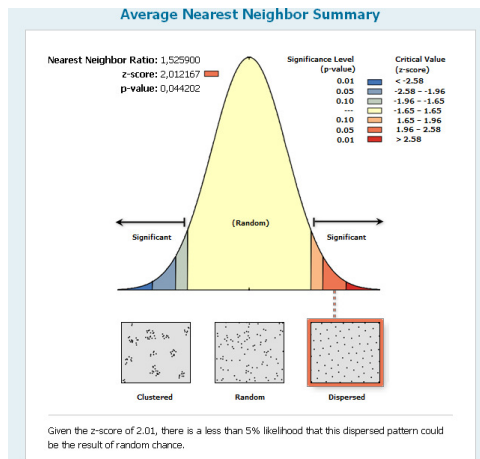 Average Nearest Neighbor Summary
Nearest Neighbor Ratio: 1,525900
z-score: 2,012167
p-value: 0,044202
Significance Level
(p-value)
Critical Value
(z-score)
0.01 < -2.58
0.05 -2.58 - -1.96
0.10 -1.96 - -1.65
--- -1.65 - 1.65
0.10 1.65 - 1.96
0.05 1.96 - 2.58
0.01 > 2.58
(Random)
Significant
Significant
Clustered
Random
Dispersed
Given the z-score of 2.01, there is a less than 5% likelihood that this dispersed pattern could
be the result of random chance.